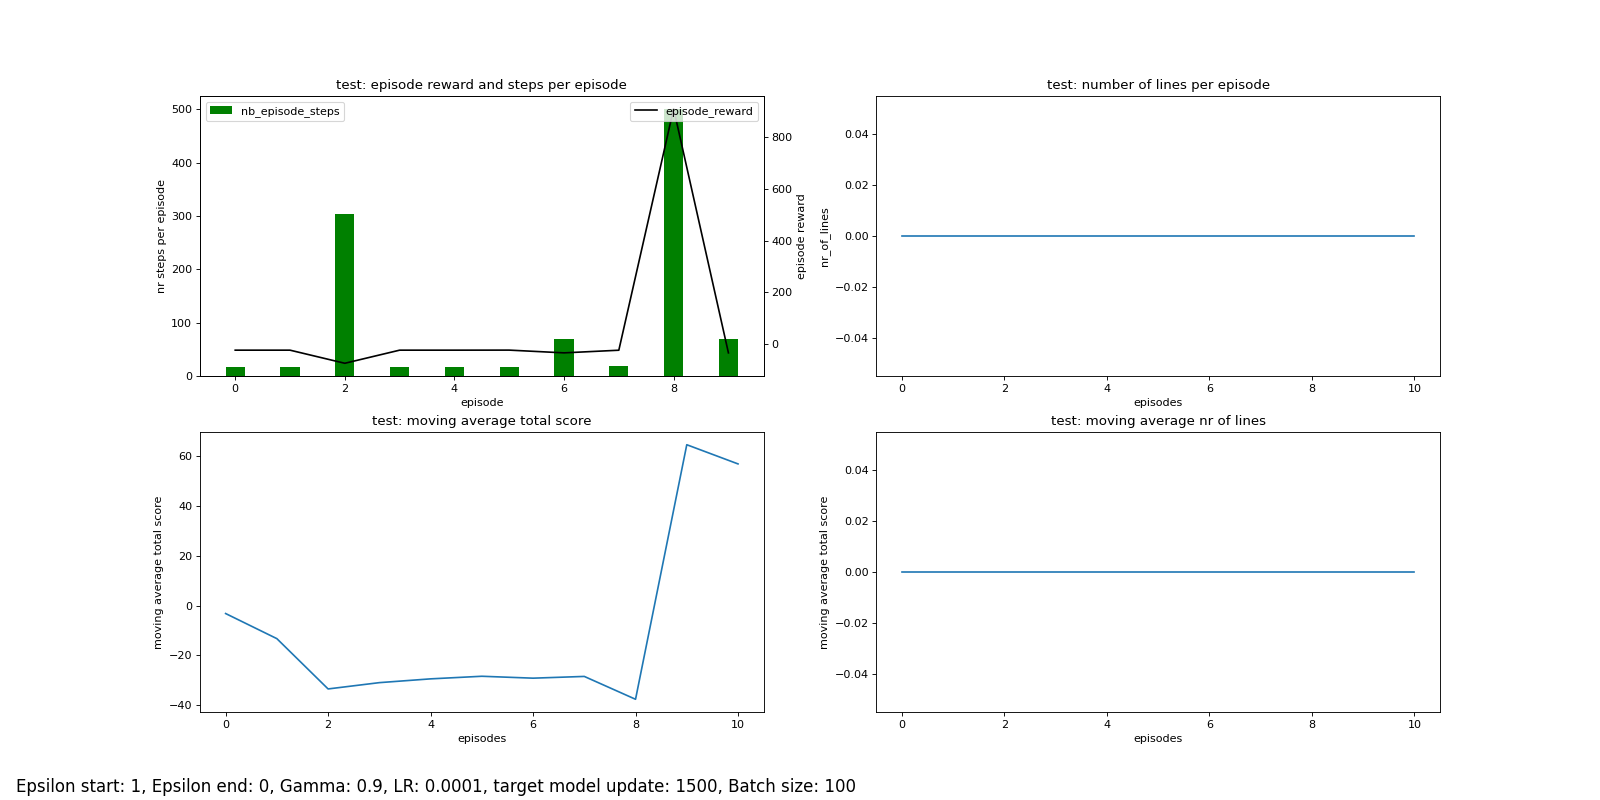 test: episode reward and steps per episode
nb_episode_steps
episode_reward
500
400
300
200
100
0
nr steps per episode
800
600
400
200
0
episode reward
0 2 4 6 8
episode
test: number of lines per episode
0.04
0.02
0.00
−0.02
−0.04
nr_of_lines
0 2 4 6 8 10
episodes
test: moving average total score
60
40
20
0
−20
−40
moving average total score
0 2 4 6 8 10
episodes
test: moving average nr of lines
0.04
0.02
0.00
−0.02
−0.04
moving average total score
0 2 4 6 8 10
episodes
Epsilon start: 1, Epsilon end: 0, Gamma: 0.9, LR: 0.0001, target model update: 1500, Batch size: 100